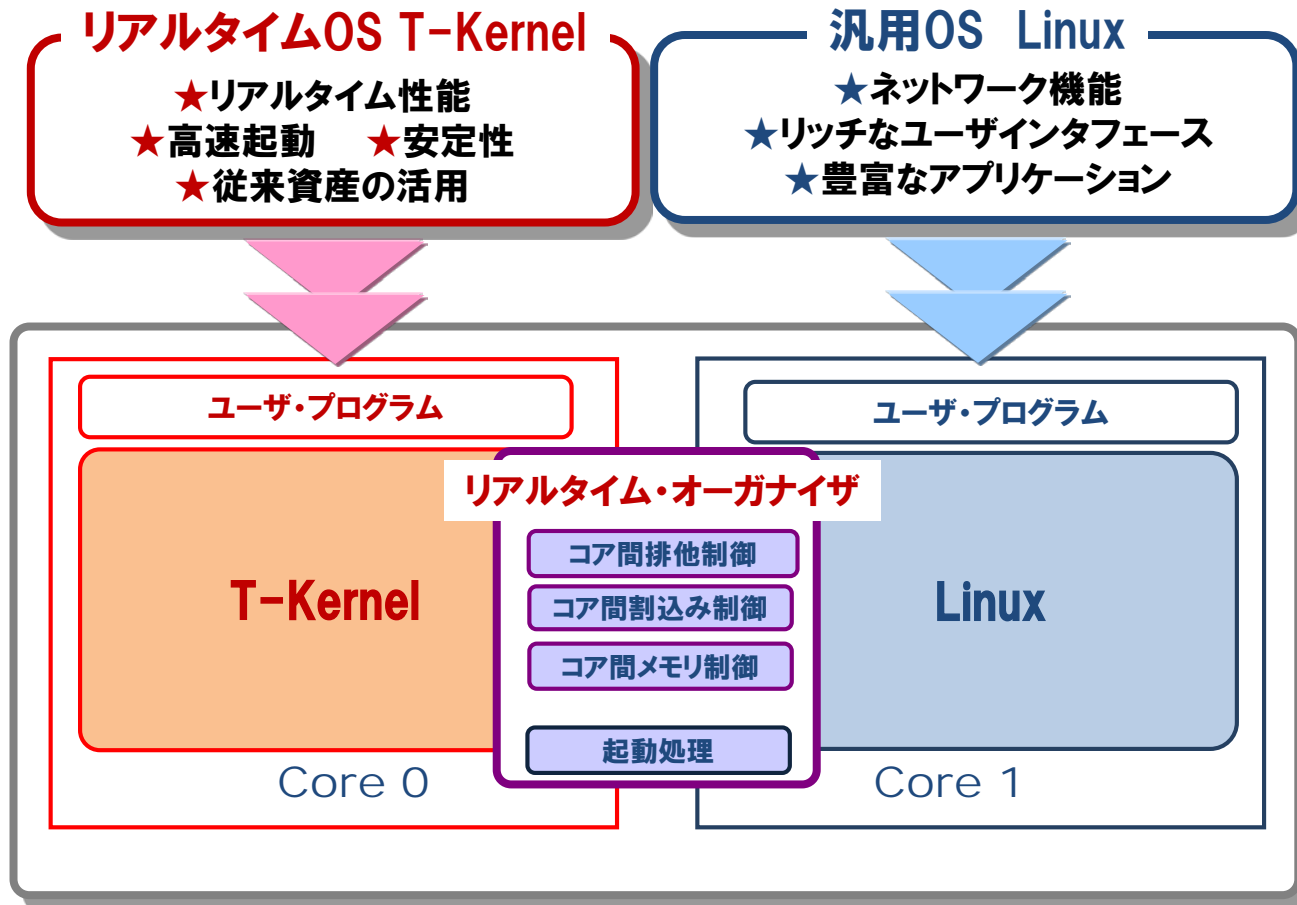 リアルタイムOS T-Kernel
★リアルタイム性能
★高速起動 ★安定性
★従来資産の活用
汎用OS Linux
★ネットワーク機能
★リッチなユーザインタフェース
★豊富なアプリケーション
ユーザ・プログラム
ユーザ・プログラム
リアルタイム・オーガナイザ
コア間排他制御
コア間割込み制御
コア間メモリ制御
起動処理
T-Kernel
Linux
Core 0
Core 1